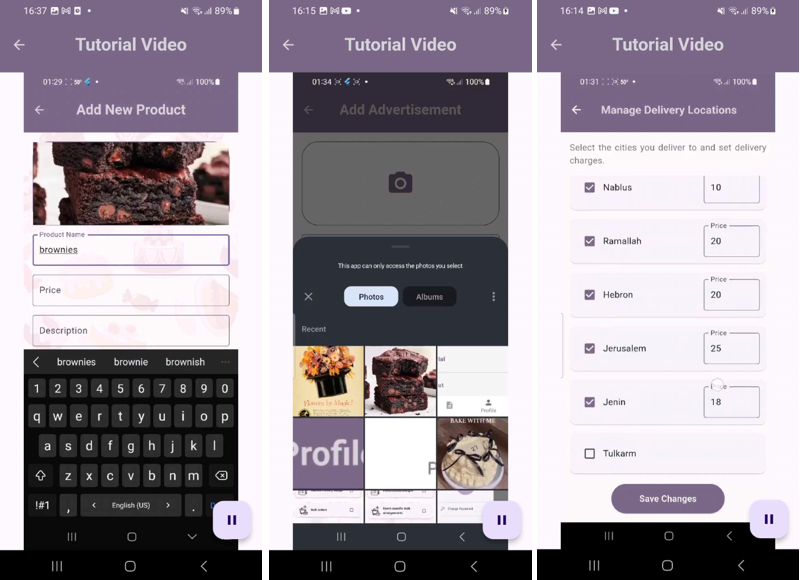 16:37
89%
Tutorial Video
01:29
50°
100%
Add New Product
Product Name
brownies
Price
Description
brownies brownie brownish
1 2 3 4 5 6 7 8 9 0
q w e r t y u i o p
a s d f g h j k l
z x c v b n m
!#1 , English (US) .
16:15
89%
Tutorial Video
01:34
100%
Add Advertisement
This app can only access the photos you select
Photos
Albums
Recent
Profile
BAKE WITH ME
16:14
89%
Tutorial Video
01:31
50°
100%
Manage Delivery Locations
Select the cities you deliver to and set delivery
charges.
Nablus
10
Ramallah
Price
20
Hebron
Price
20
Jerusalem
Price
25
Jenin
18
Tulkarm
Save Changes